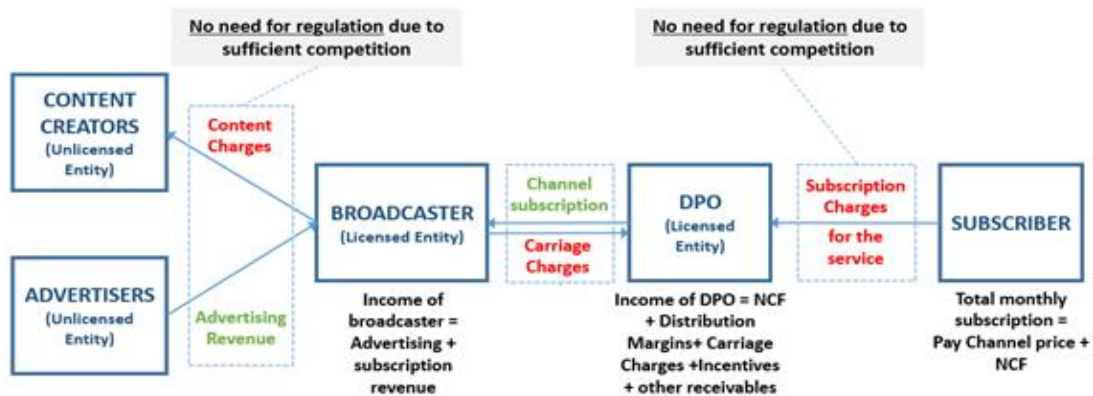 No need for regulation due to
sufficient competition
No need for regulation due to
sufficient competition
CONTENT
CREATORS
(Unlicensed
Entity)
Content
Charges
BROADCASTER
(Licensed Entity)
Channel
subscription
Carriage
Charges
DPO
(Licensed
Entity)
Subscription
Charges
for the
service
SUBSCRIBER
ADVERTISERS
(Unlicensed
Entity)
Advertising
Revenue
Income of
broadcaster =
Advertising +
subscription
revenue
Income of DPO = NCF
+ Distribution
Margins+ Carriage
Charges +Incentives
+ other receivables
Total monthly
subscription =
Pay Channel price +
NCF